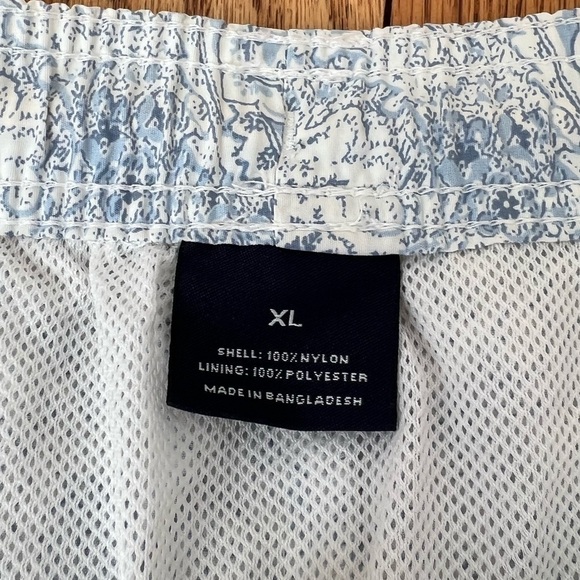 XL
SHELL: 100% NYLON
LINING: 100% POLYESTER
MADE IN BANGLADESH